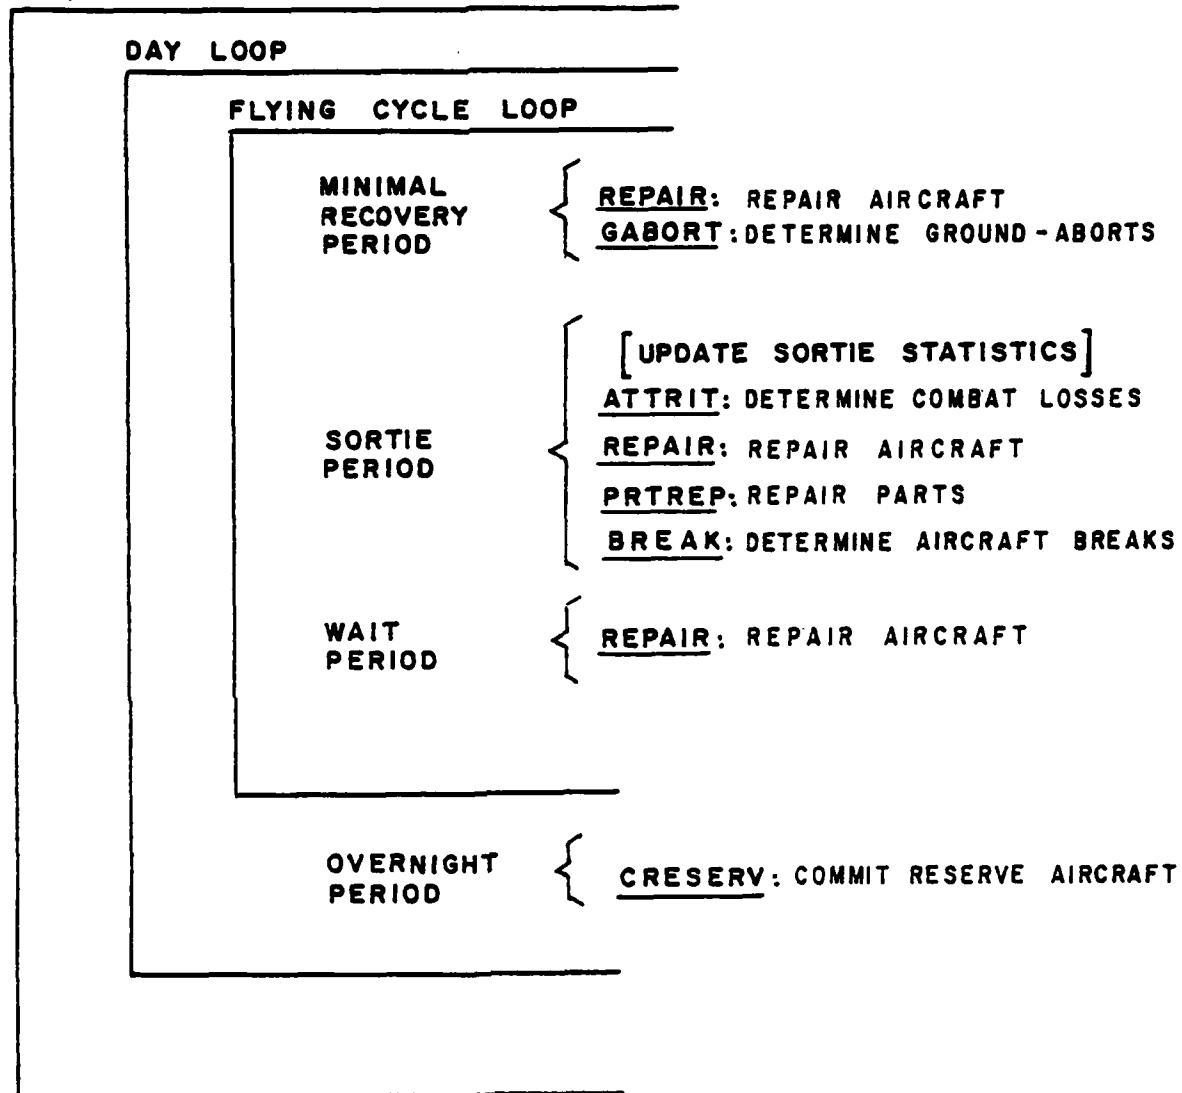 DAY LOOP
FLYING CYCLE LOOP
MINIMAL
RECOVERY
PERIOD
REPAIR: REPAIR AIRCRAFT
GABORT: DETERMINE GROUND-ABORTS
SORTIE
PERIOD
[UPDATE SORTIE STATISTICS]
ATTRIT: DETERMINE COMBAT LOSSES
REPAIR: REPAIR AIRCRAFT
PRTREP: REPAIR PARTS
BREAK: DETERMINE AIRCRAFT BREAKS
WAIT
PERIOD
REPAIR: REPAIR AIRCRAFT
OVERNIGHT
PERIOD
CRESERV: COMMIT RESERVE AIRCRAFT